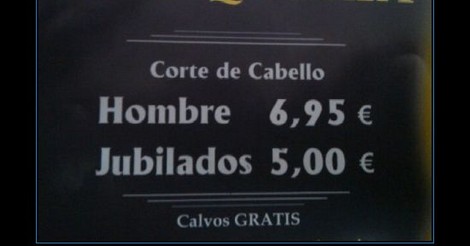 Corte de Cabello
Hombre 6,95 €
Jubilados 5,00 €
Calvos GRATIS